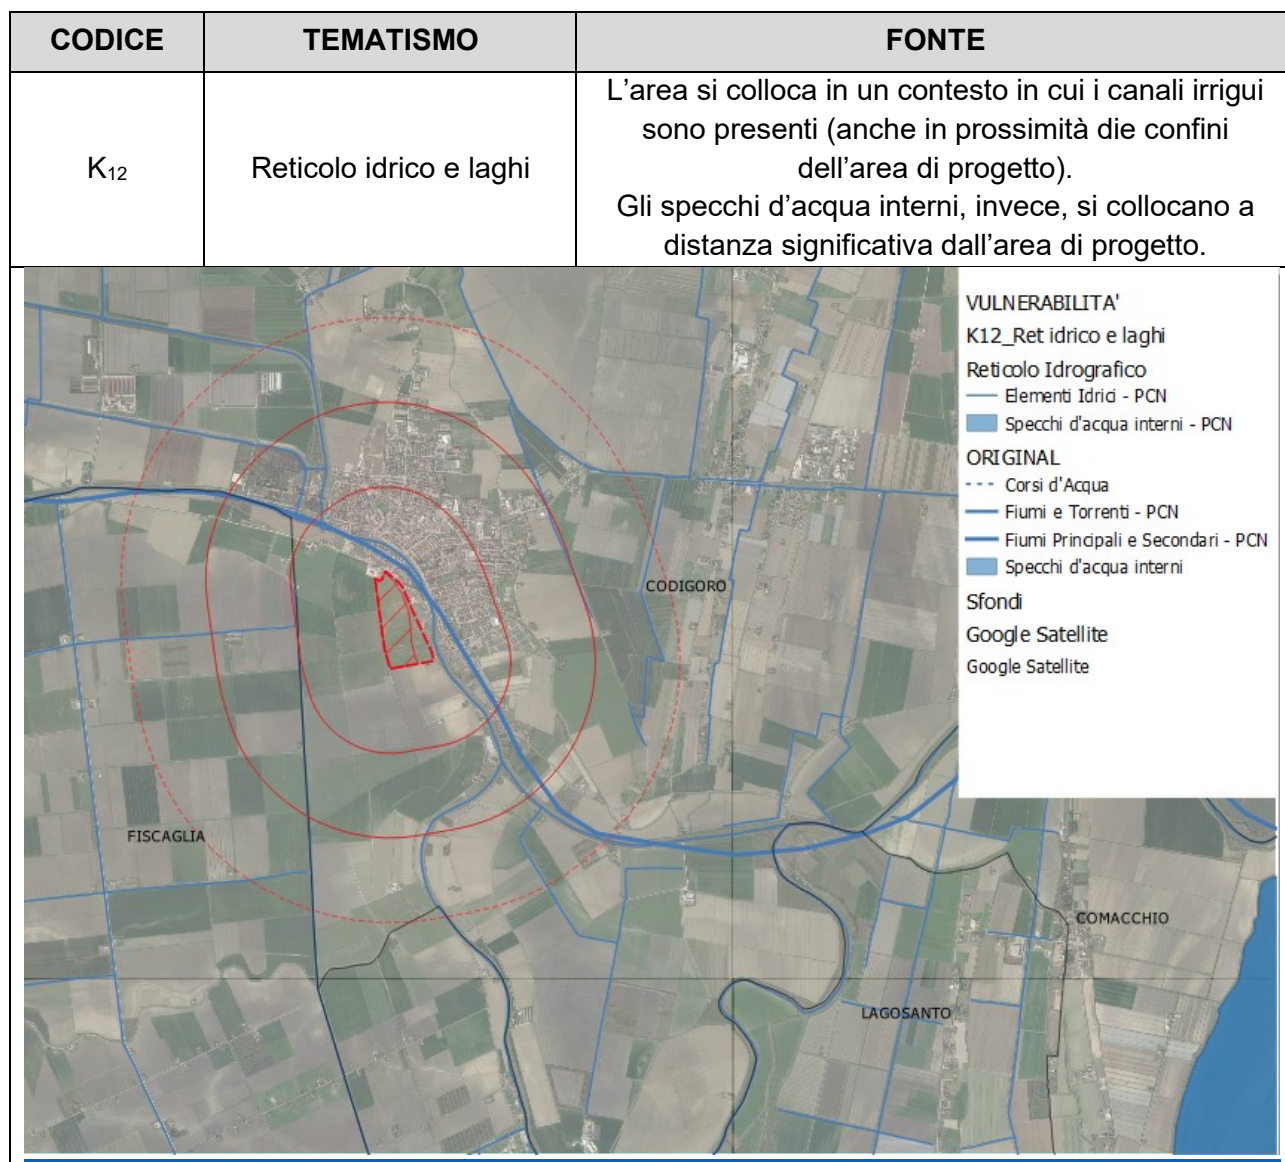 CODICE TEMATISMO FONTE
K12 Reticolo idrico e laghi
L'area si colloca in un contesto in cui i canali irrigui
sono presenti (anche in prossimità die confini
dell'area di progetto).
Gli specchi d'acqua interni, invece, si collocano a
distanza significativa dall'area di progetto.
VULNERABILITA'
K12_Ret idrico e laghi
Reticolo Idrografico
Elementi Idrici - PCN
Specchi d'acqua interni - PCN
ORIGINAL
Corsi d'Acqua
Fiumi e Torrenti - PCN
Fiumi Principali e Secondari - PCN
Specchi d'acqua interni
Sfondi
Google Satellite
Google Satellite
CODIGORO
FISCAGLIA
COMACCHIO
LAGOSANTO